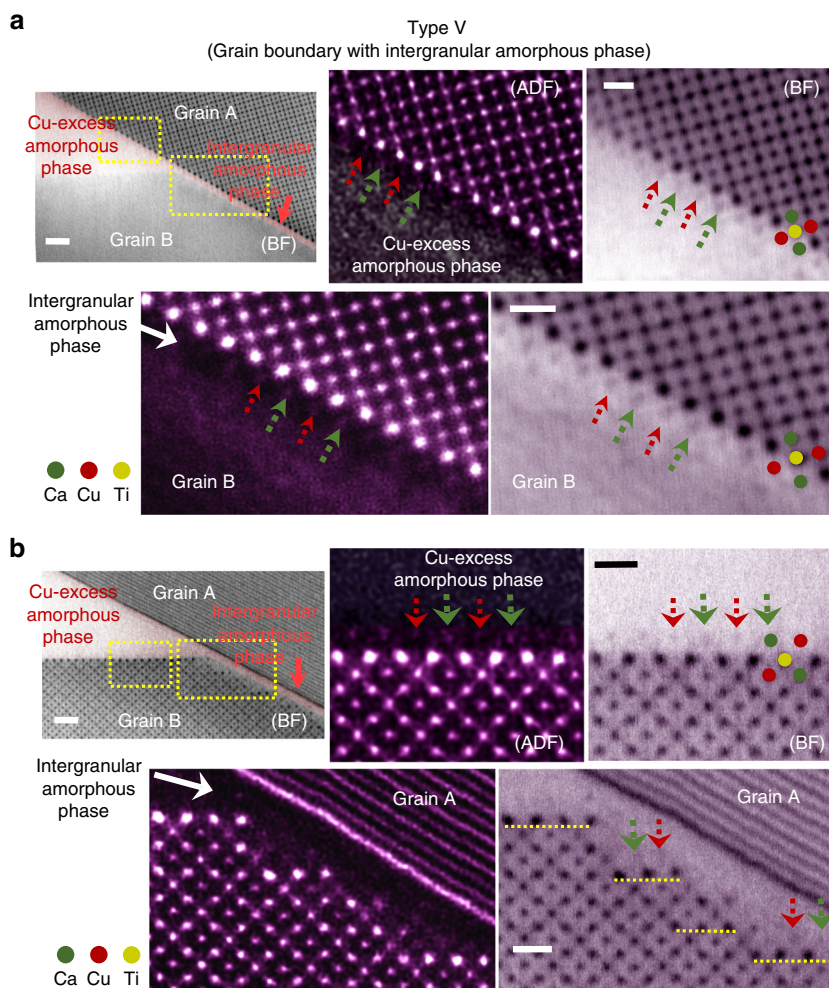 a
Type V
(Grain boundary with intergranular amorphous phase)
Grain A
Cu-excess
amorphous
phase
Intergranular
amorphous
phase
Grain B
(BF)
(ADF)
Cu-excess
amorphous phase
(BF)
Intergranular
amorphous
phase
Grain B
Grain B
Ca Cu Ti
b
Grain A
Cu-excess
amorphous
phase
Intergranular
amorphous
phase
Grain B
(BF)
Cu-excess
amorphous phase
(ADF)
(BF)
Intergranular
amorphous
phase
Grain A
Grain A
Ca Cu Ti